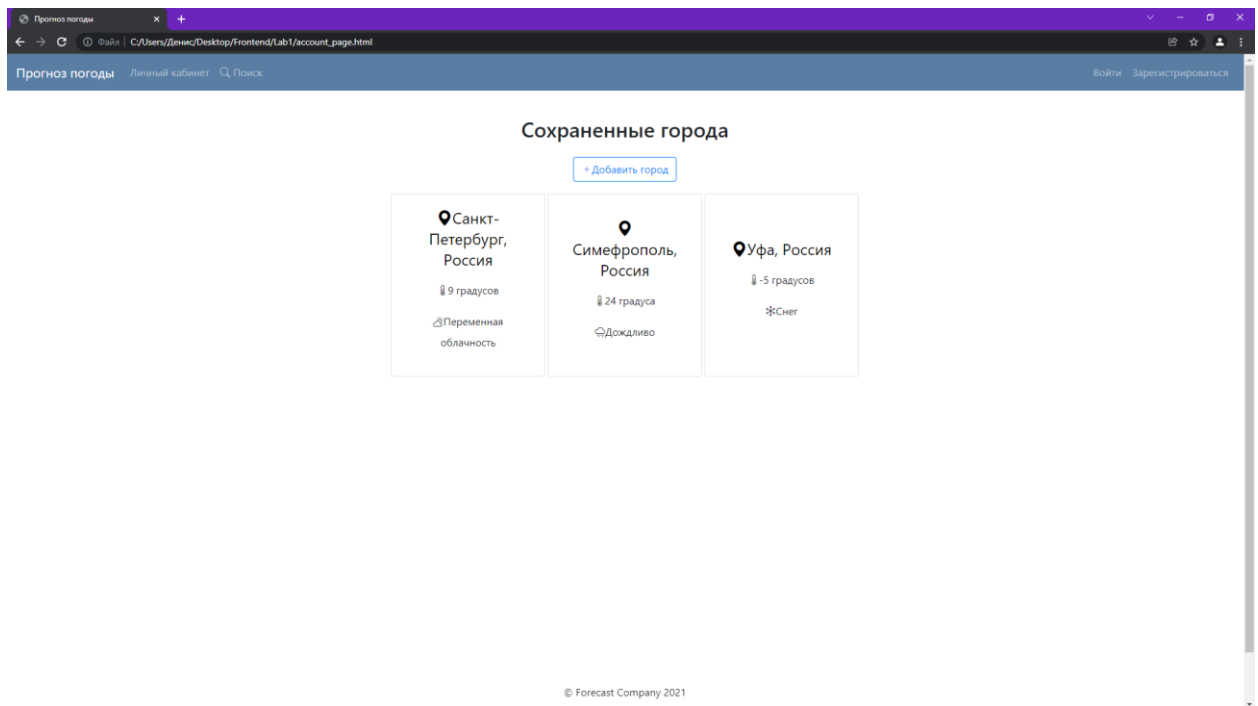 Прогноз погоды
Файл C:/Users/Денис/Desktop/Frontend/Lab1/account_page.html
Прогноз погоды Личный кабинет Поиск Войти Зарегистрироваться
Сохраненные города
+ Добавить город
Санкт-
Петербург,
Россия
9 градусов
Переменная
облачность
Симефрополь,
Россия
24 градуса
Дождливо
Уфа, Россия
-5 градусов
Снег
© Forecast Company 2021